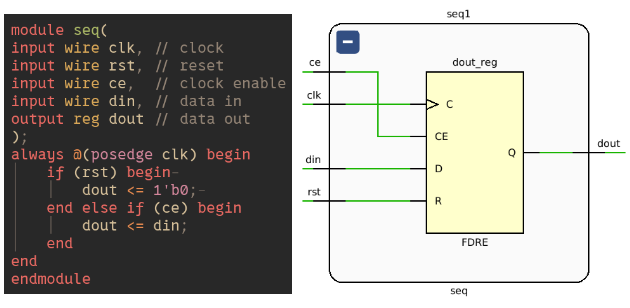 module seq(
input wire clk, // clock
input wire rst, // reset
input wire ce, // clock enable
input wire din, // data in
output reg dout // data out
);
always @(posedge clk) begin
if (rst) begin-
dout <= 1'b0;-
end else if (ce) begin
dout <= din;
end
end
endmodule
seq1
dout_reg
ce
clk
C
CE
dout
Q
din
D
rst
R
FDRE
seq